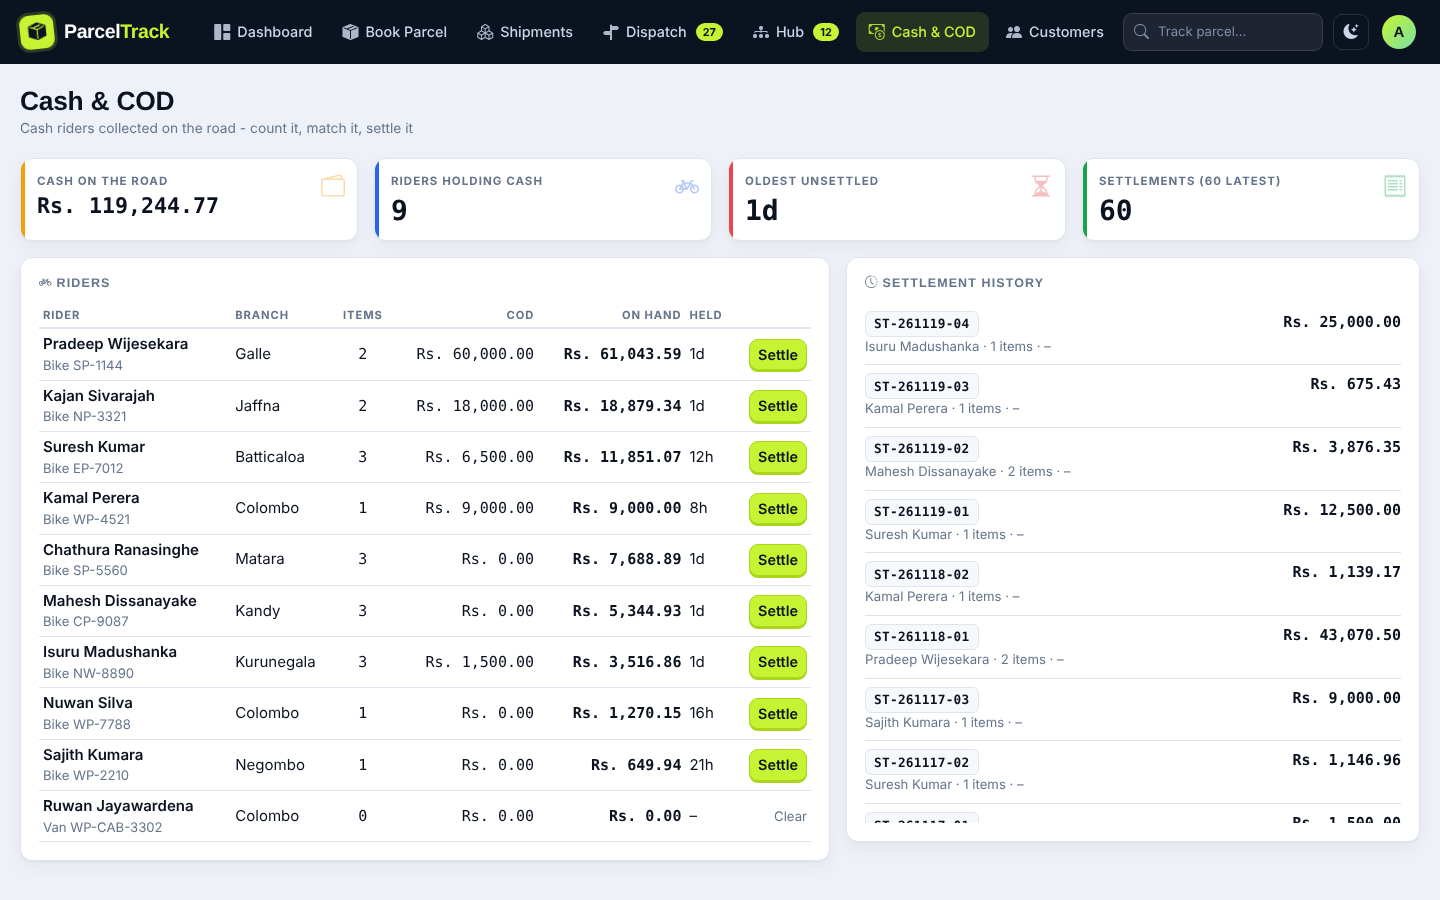 ParcelTrack
Dashboard
Book Parcel
Shipments
Dispatch 27
Hub 12
Cash & COD
Customers
Track parcel...
A
Cash & COD
Cash riders collected on the road - count it, match it, settle it
CASH ON THE ROAD
Rs. 119,244.77
RIDERS HOLDING CASH
9
OLDEST UNSETTLED
1d
SETTLEMENTS (60 LATEST)
60
RIDERS
RIDER BRANCH ITEMS COD ON HAND HELD
Pradeep Wijesekara
Bike SP-1144
Galle 2 Rs. 60,000.00 Rs. 61,043.59 1d Settle
Kajan Sivarajah
Bike NP-3321
Jaffna 2 Rs. 18,000.00 Rs. 18,879.34 1d Settle
Suresh Kumar
Bike EP-7012
Batticaloa 3 Rs. 6,500.00 Rs. 11,851.07 12h Settle
Kamal Perera
Bike WP-4521
Colombo 1 Rs. 9,000.00 Rs. 9,000.00 8h Settle
Chathura Ranasinghe
Bike SP-5560
Matara 3 Rs. 0.00 Rs. 7,688.89 1d Settle
Mahesh Dissanayake
Bike CP-9087
Kandy 3 Rs. 0.00 Rs. 5,344.93 1d Settle
Isuru Madushanka
Bike NW-8890
Kurunegala 3 Rs. 1,500.00 Rs. 3,516.86 1d Settle
Nuwan Silva
Bike WP-7788
Colombo 1 Rs. 0.00 Rs. 1,270.15 16h Settle
Sajith Kumara
Bike WP-2210
Negombo 1 Rs. 0.00 Rs. 649.94 21h Settle
Ruwan Jayawardena
Van WP-CAB-3302
Colombo 0 Rs. 0.00 Rs. 0.00 – Clear
SETTLEMENT HISTORY
ST-261119-04 Rs. 25,000.00
Isuru Madushanka · 1 items · –
ST-261119-03 Rs. 675.43
Kamal Perera · 1 items · –
ST-261119-02 Rs. 3,876.35
Mahesh Dissanayake · 2 items · –
ST-261119-01 Rs. 12,500.00
Suresh Kumar · 1 items · –
ST-261118-02 Rs. 1,139.17
Kamal Perera · 1 items · –
ST-261118-01 Rs. 43,070.50
Pradeep Wijesekara · 2 items · –
ST-261117-03 Rs. 9,000.00
Sajith Kumara · 1 items · –
ST-261117-02 Rs. 1,146.96
Suresh Kumar · 1 items · –
ST-261117-01 Rs. 1,500.00